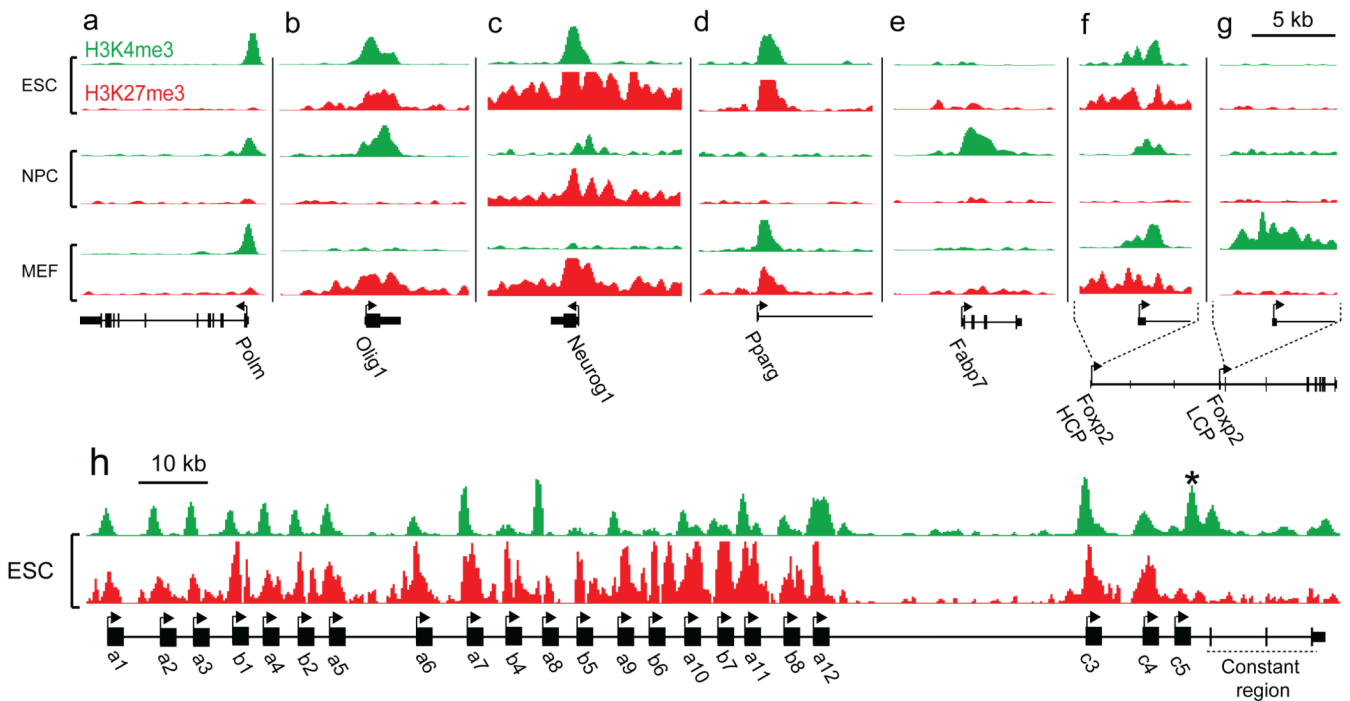 a b c d e f g 5 kb
H3K4me3
ESC
H3K27me3
NPC
MEF
Polm
Olig1
Neurog1
Pparg
Fabp7
Foxp2
HCP
Foxp2
LCP
h 10 kb
*
ESC
a1 a2 a3 b1 a4 b2 a5 a6 a7 b4 a8 b5 a9 b6 a10 b7 a11 b8 a12 c3 c4 c5
Constant
region